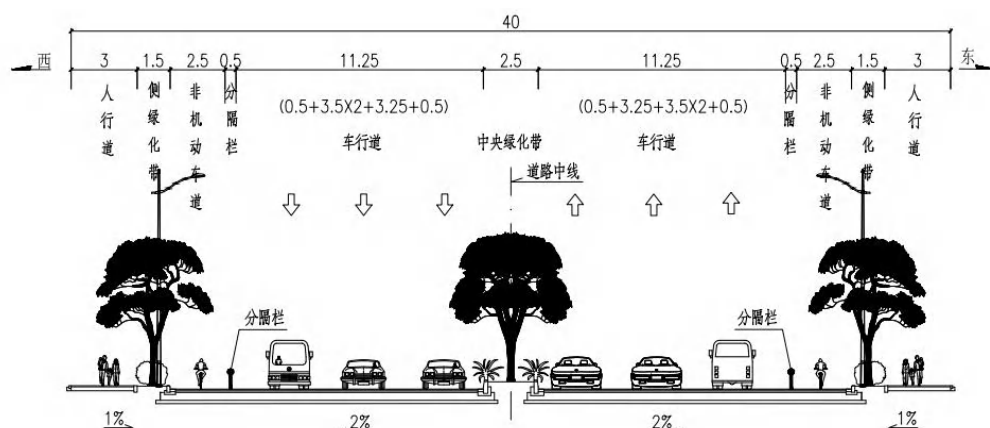 40
西 3 1.5 2.5 0.5 11.25 2.5 11.25 0.5 2.5 1.5 3 东
人行道
侧绿化带
非机动车道
分隔栏
(0.5+3.5X2+3.25+0.5)
车行道
中央绿化带
道路中线
(0.5+3.25+3.5X2+0.5)
车行道
分隔栏
非机动车道
侧绿化带
人行道
分隔栏
分隔栏
1% 2% 2% 1%